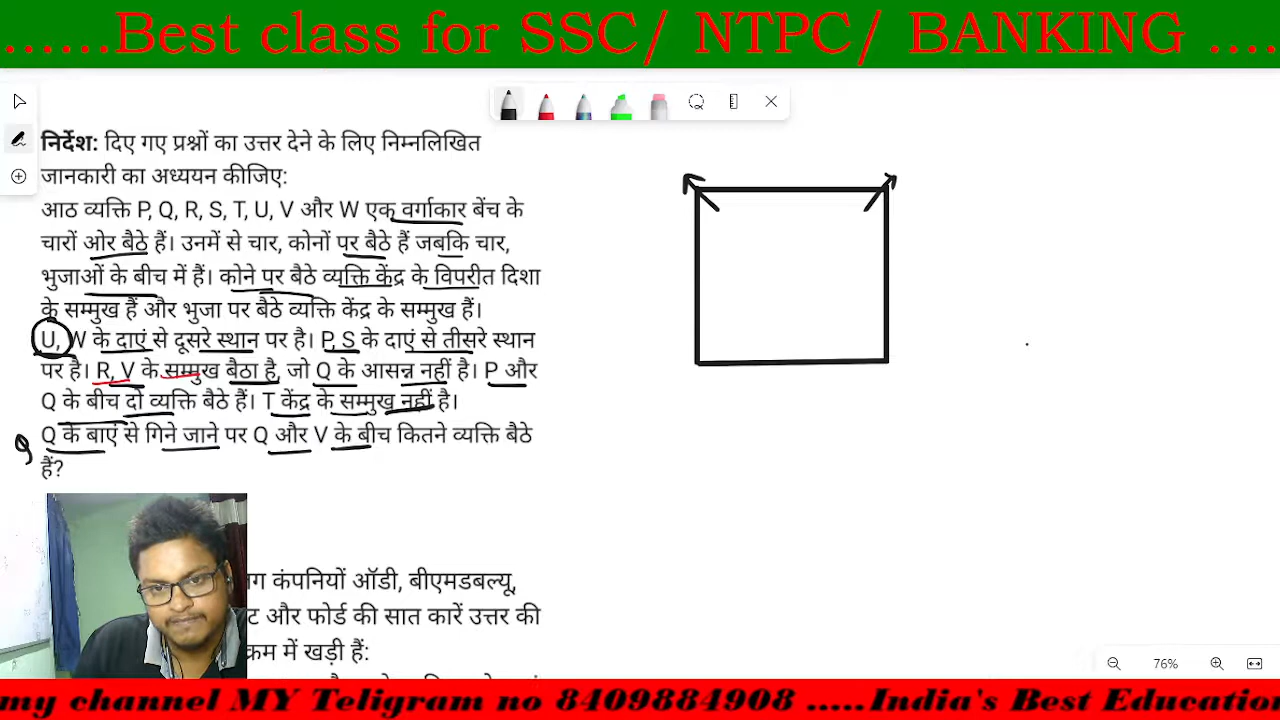 ......Best class for SSC/ NTPC/ BANKING ....
निर्देश: दिए गए प्रश्नों का उत्तर देने के लिए निम्नलिखित
जानकारी का अध्ययन कीजिए:
आठ व्यक्ति P, Q, R, S, T, U, V और W एक वर्गाकार बेंच के
चारों ओर बैठे हैं। उनमें से चार, कोनों पर बैठे हैं जबकि चार,
भुजाओं के बीच में हैं। कोने पर बैठे व्यक्ति केंद्र के विपरीत दिशा
के सम्मुख हैं और भुजा पर बैठे व्यक्ति केंद्र के सम्मुख हैं।
U, W के दाएं से दूसरे स्थान पर है। P, S के दाएं से तीसरे स्थान
पर है। R, V के सम्मुख बैठा है, जो Q के आसन्न नहीं है। P और
Q के बीच दो व्यक्ति बैठे हैं। T केंद्र के सम्मुख नहीं है।
Q के बाएं से गिने जाने पर Q और V के बीच कितने व्यक्ति बैठे
हैं?
कंपनियों ऑडी, बीएमडबल्यू,
और फोर्ड की सात कारें उत्तर की
क्रम में खड़ी हैं:
76%
my channel MY Teligram no 8409884908 .....India's Best Education